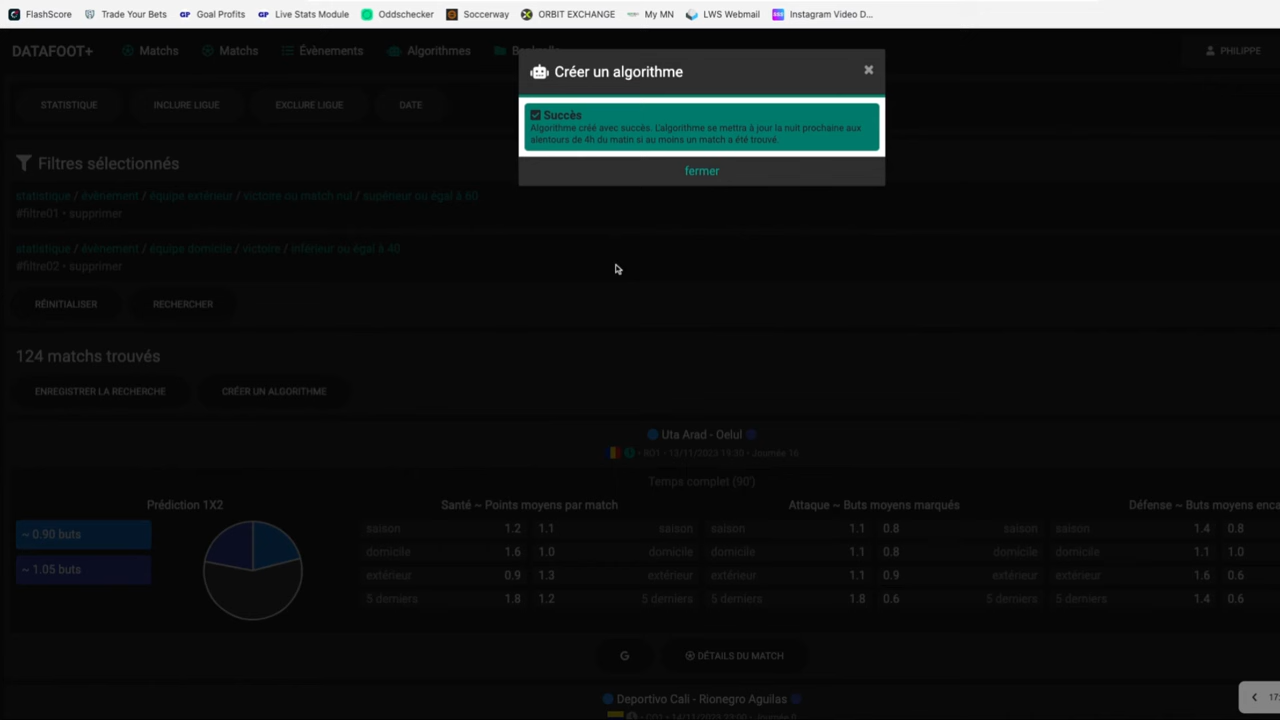 FlashScore Trade Your Bets Goal Profits Live Stats Module Oddschecker Soccerway ORBIT EXCHANGE My MN LWS Webmail Instagram Video D...
DATAFOOT+ Matchs Matchs Évènements Algorithmes PHILIPPE
Créer un algorithme ×
STATISTIQUE INCLURE LIGUE EXCLURE LIGUE DATE
Succès
Algorithme créé avec succès. L'algorithme se mettra à jour la nuit prochaine aux
alentours de 4h du matin si au moins un match a été trouvé
fermer
Filtres sélectionnés
statistique / évènement / équipe extérieur / victoire ou match nul / supérieur ou égal à 60
#filtre01 • supprimer
statistique / évènement / équipe domicile / victoire / inférieur ou égal à 40
#filtre02 • supprimer
RÉINITIALISER RECHERCHER
124 matchs trouvés
ENREGISTRER LA RECHERCHE CRÉER UN ALGORITHME
Uta Arad - Oelul
• RO1 • 13/11/2023 19:30 • Journée 16
Temps complet (90')
Prédiction 1X2 Santé ~ Points moyens par match Attaque ~ Buts moyens marqués Défense ~ Buts moyens enca
~ 0.90 buts
~ 1.05 buts
saison 1.2 1.1 saison saison 1.1 0.8 saison saison 1.4 0.8
domicile 1.6 1.0 domicile domicile 1.1 0.8 domicile domicile 1.1 1.0
extérieur 0.9 1.3 extérieur extérieur 1.1 0.9 extérieur extérieur 1.6 0.6
5 derniers 1.8 1.2 5 derniers 5 derniers 1.8 0.6 5 derniers 5 derniers 1.4 0.6
G DÉTAILS DU MATCH
Deportivo Cali - Rionegro Aguilas
17: